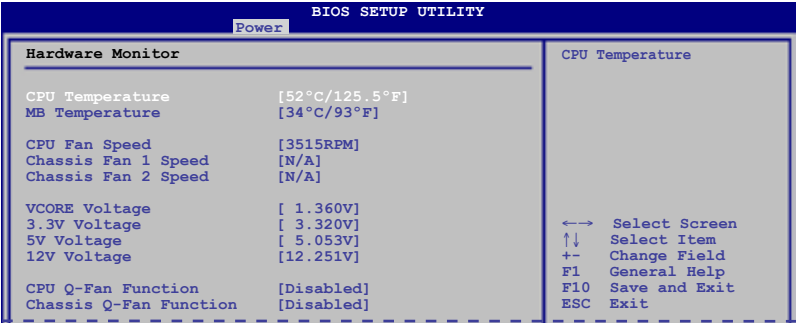 BIOS SETUP UTILITY
Power
Hardware Monitor
CPU Temperature [52°C/125.5°F]
MB Temperature [34°C/93°F]
CPU Fan Speed [3515RPM]
Chassis Fan 1 Speed [N/A]
Chassis Fan 2 Speed [N/A]
VCORE Voltage [ 1.360V]
3.3V Voltage [ 3.320V]
5V Voltage [ 5.053V]
12V Voltage [12.251V]
CPU Q-Fan Function [Disabled]
Chassis Q-Fan Function [Disabled]
CPU Temperature
←→ Select Screen
↑↓ Select Item
+- Change Field
F1 General Help
F10 Save and Exit
ESC Exit